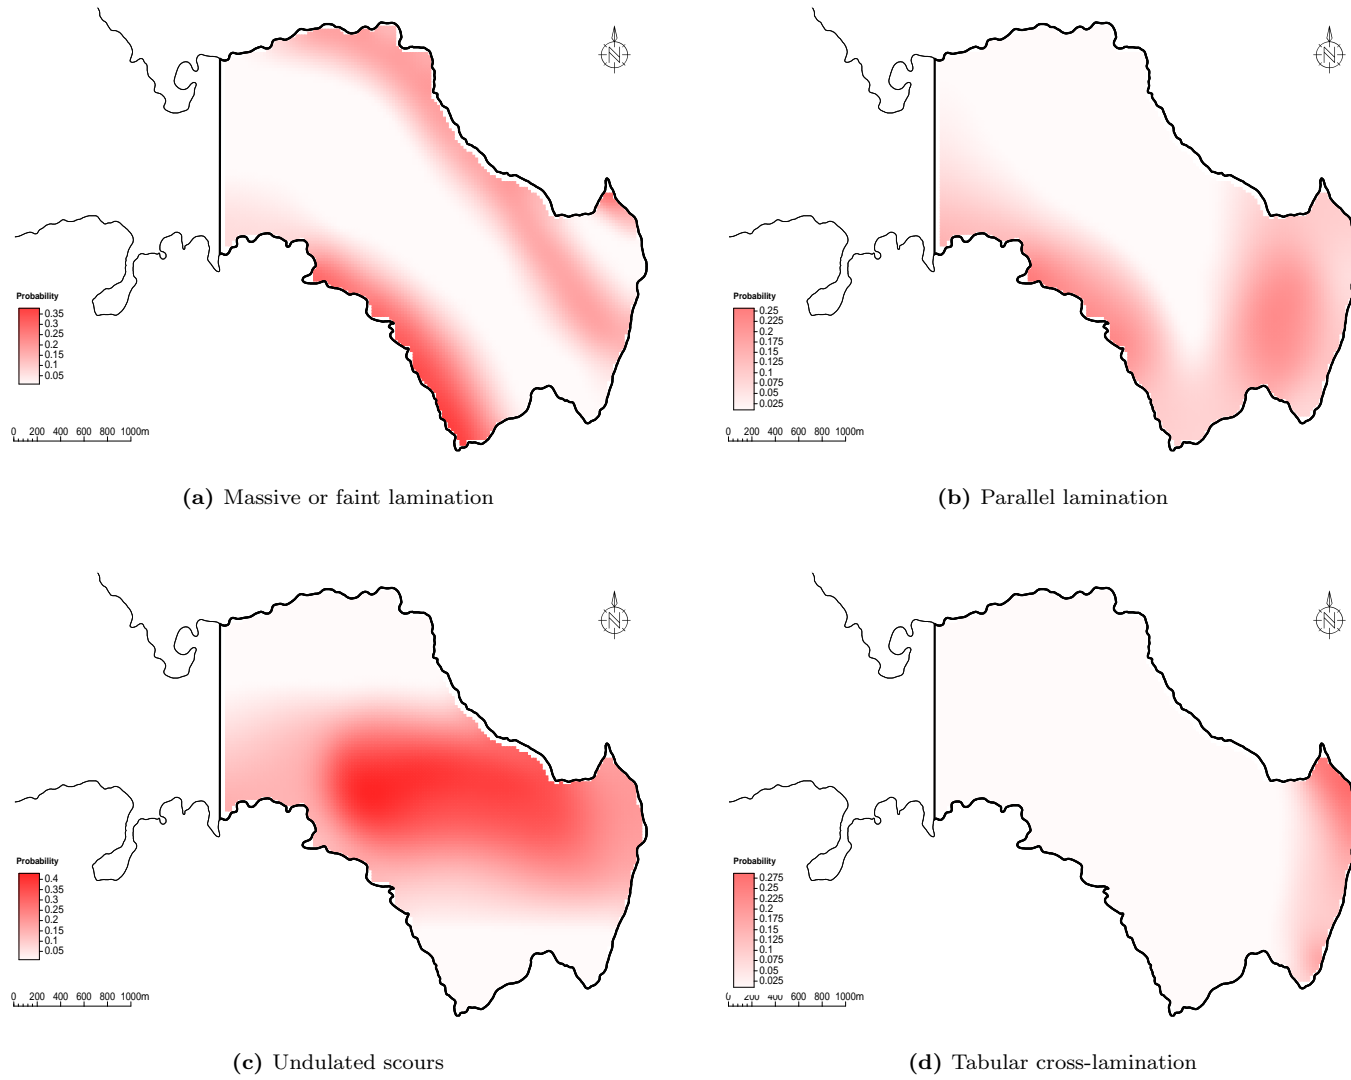 N
N
Probability
0.35
0.3
0.25
0.2
0.15
0.1
0.05
0 200 400 600 800 1000m
Probability
0.25
0.225
0.2
0.175
0.15
0.125
0.1
0.075
0.05
0.025
0 200 400 600 800 1000m
(a) Massive or faint lamination
(b) Parallel lamination
N
N
Probability
0.4
0.35
0.3
0.25
0.2
0.15
0.1
0.05
0 200 400 600 800 1000m
Probability
0.275
0.25
0.225
0.2
0.175
0.15
0.125
0.1
0.075
0.05
0.025
0 200 400 600 800 1000m
(c) Undulated scours
(d) Tabular cross-lamination